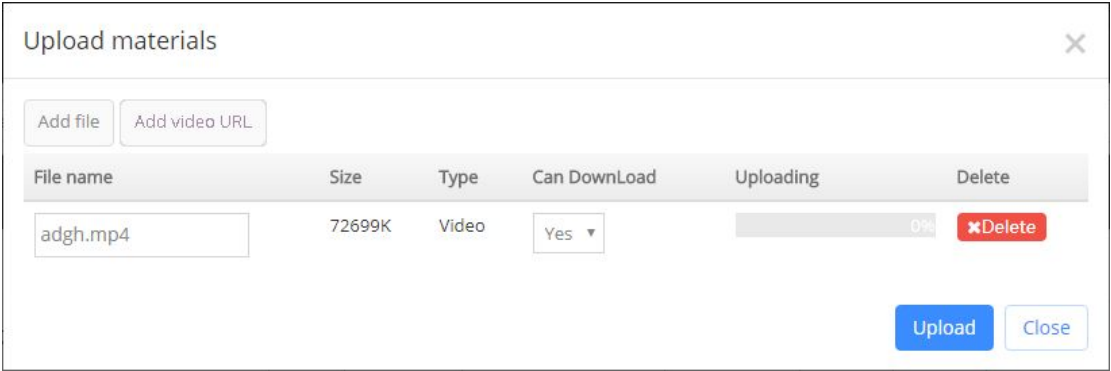 Upload materials
Add file Add video URL
File name Size Type Can DownLoad Uploading Delete
adgh.mp4 72699K Video Yes 0% Delete
Upload Close